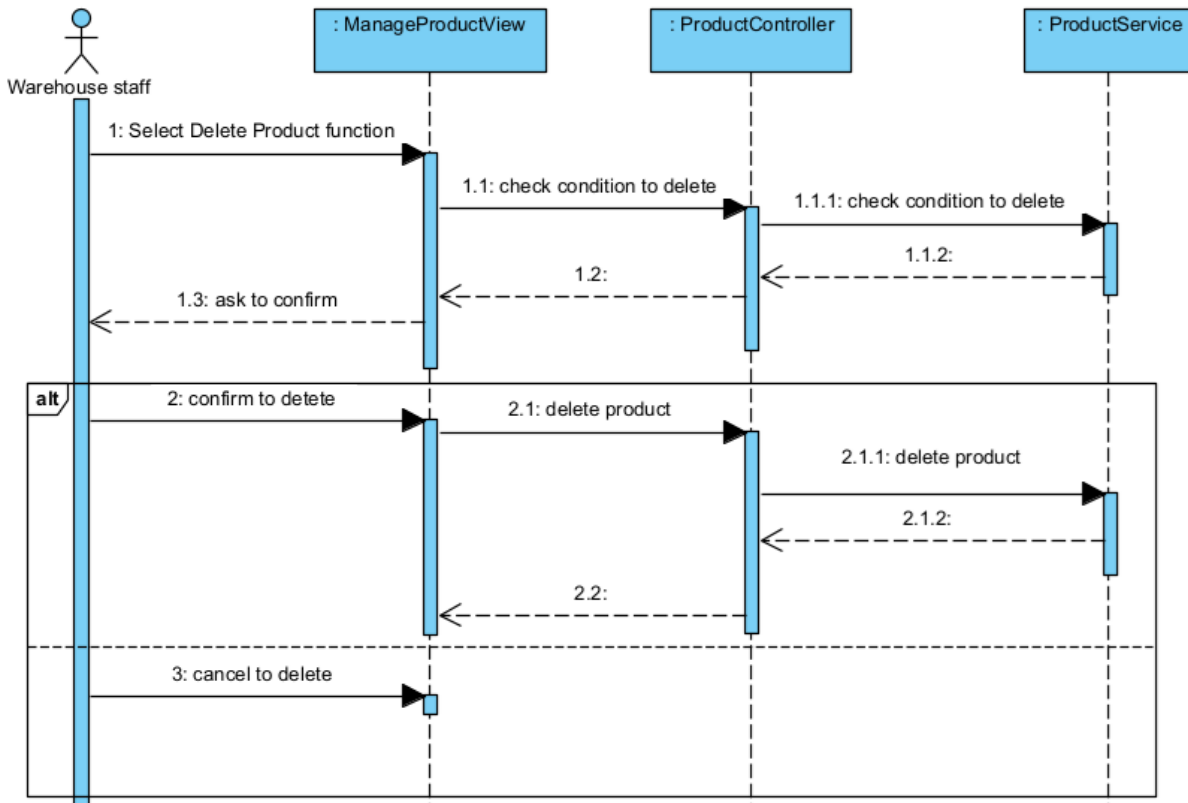 : ManageProductView
: ProductController
: ProductService
Warehouse staff
1: Select Delete Product function
1.1: check condition to delete
1.1.1: check condition to delete
1.1.2:
1.2:
1.3: ask to confirm
alt
2: confirm to detete
2.1: delete product
2.1.1: delete product
2.1.2:
2.2:
3: cancel to delete